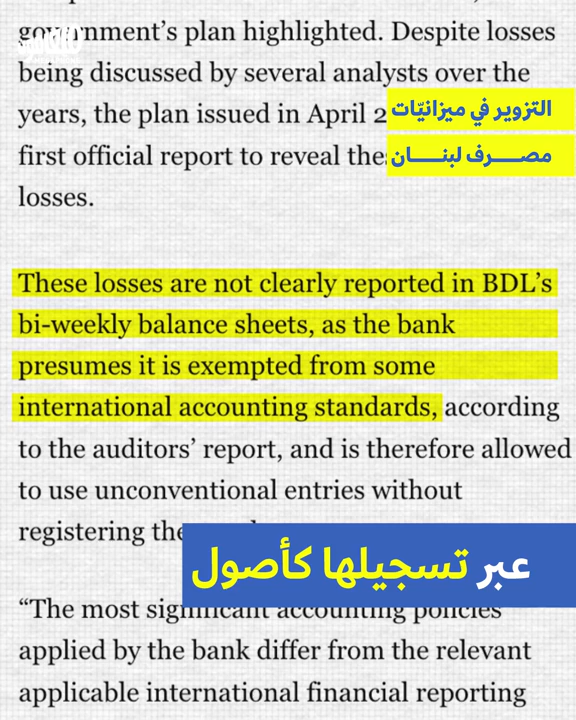 government's plan highlighted. Despite losses
being discussed by several analysts over the
years, the plan issued in April 2
first official report to reveal the
losses.
التزوير في ميزانيّات
مصرف لبنان
These losses are not clearly reported in BDL's
bi-weekly balance sheets, as the bank
presumes it is exempted from some
international accounting standards, according
to the auditors' report, and is therefore allowed
to use unconventional entries without
registering the
عبر تسجيلها كأصول
“The most significant accounting policies
applied by the bank differ from the relevant
applicable international financial reporting